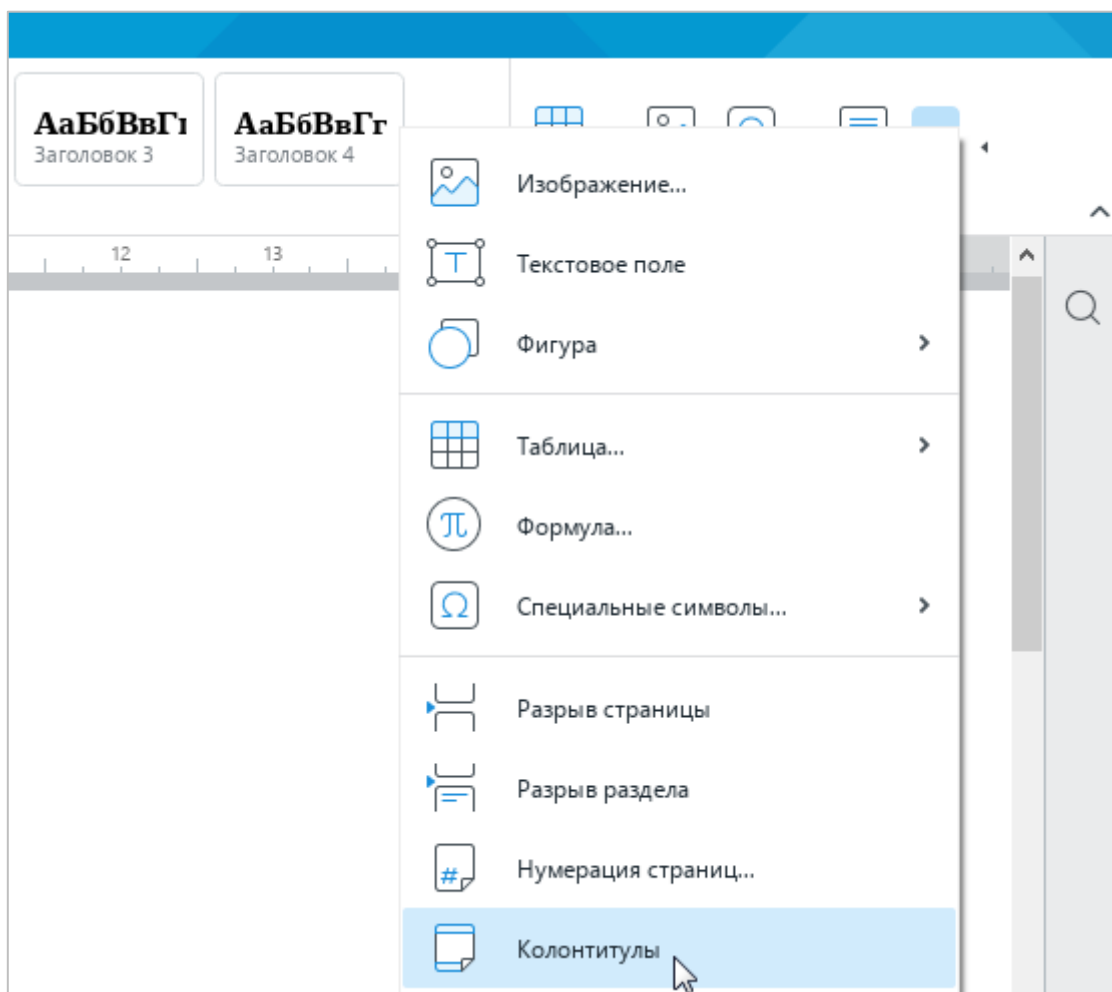 АаБбВвГг
Заголовок 3
АаБбВвГг
Заголовок 4
12
13
Изображение...
Текстовое поле
Фигура
Таблица...
Формула...
Специальные символы...
Разрыв страницы
Разрыв раздела
Нумерация страниц...
Колонтитулы